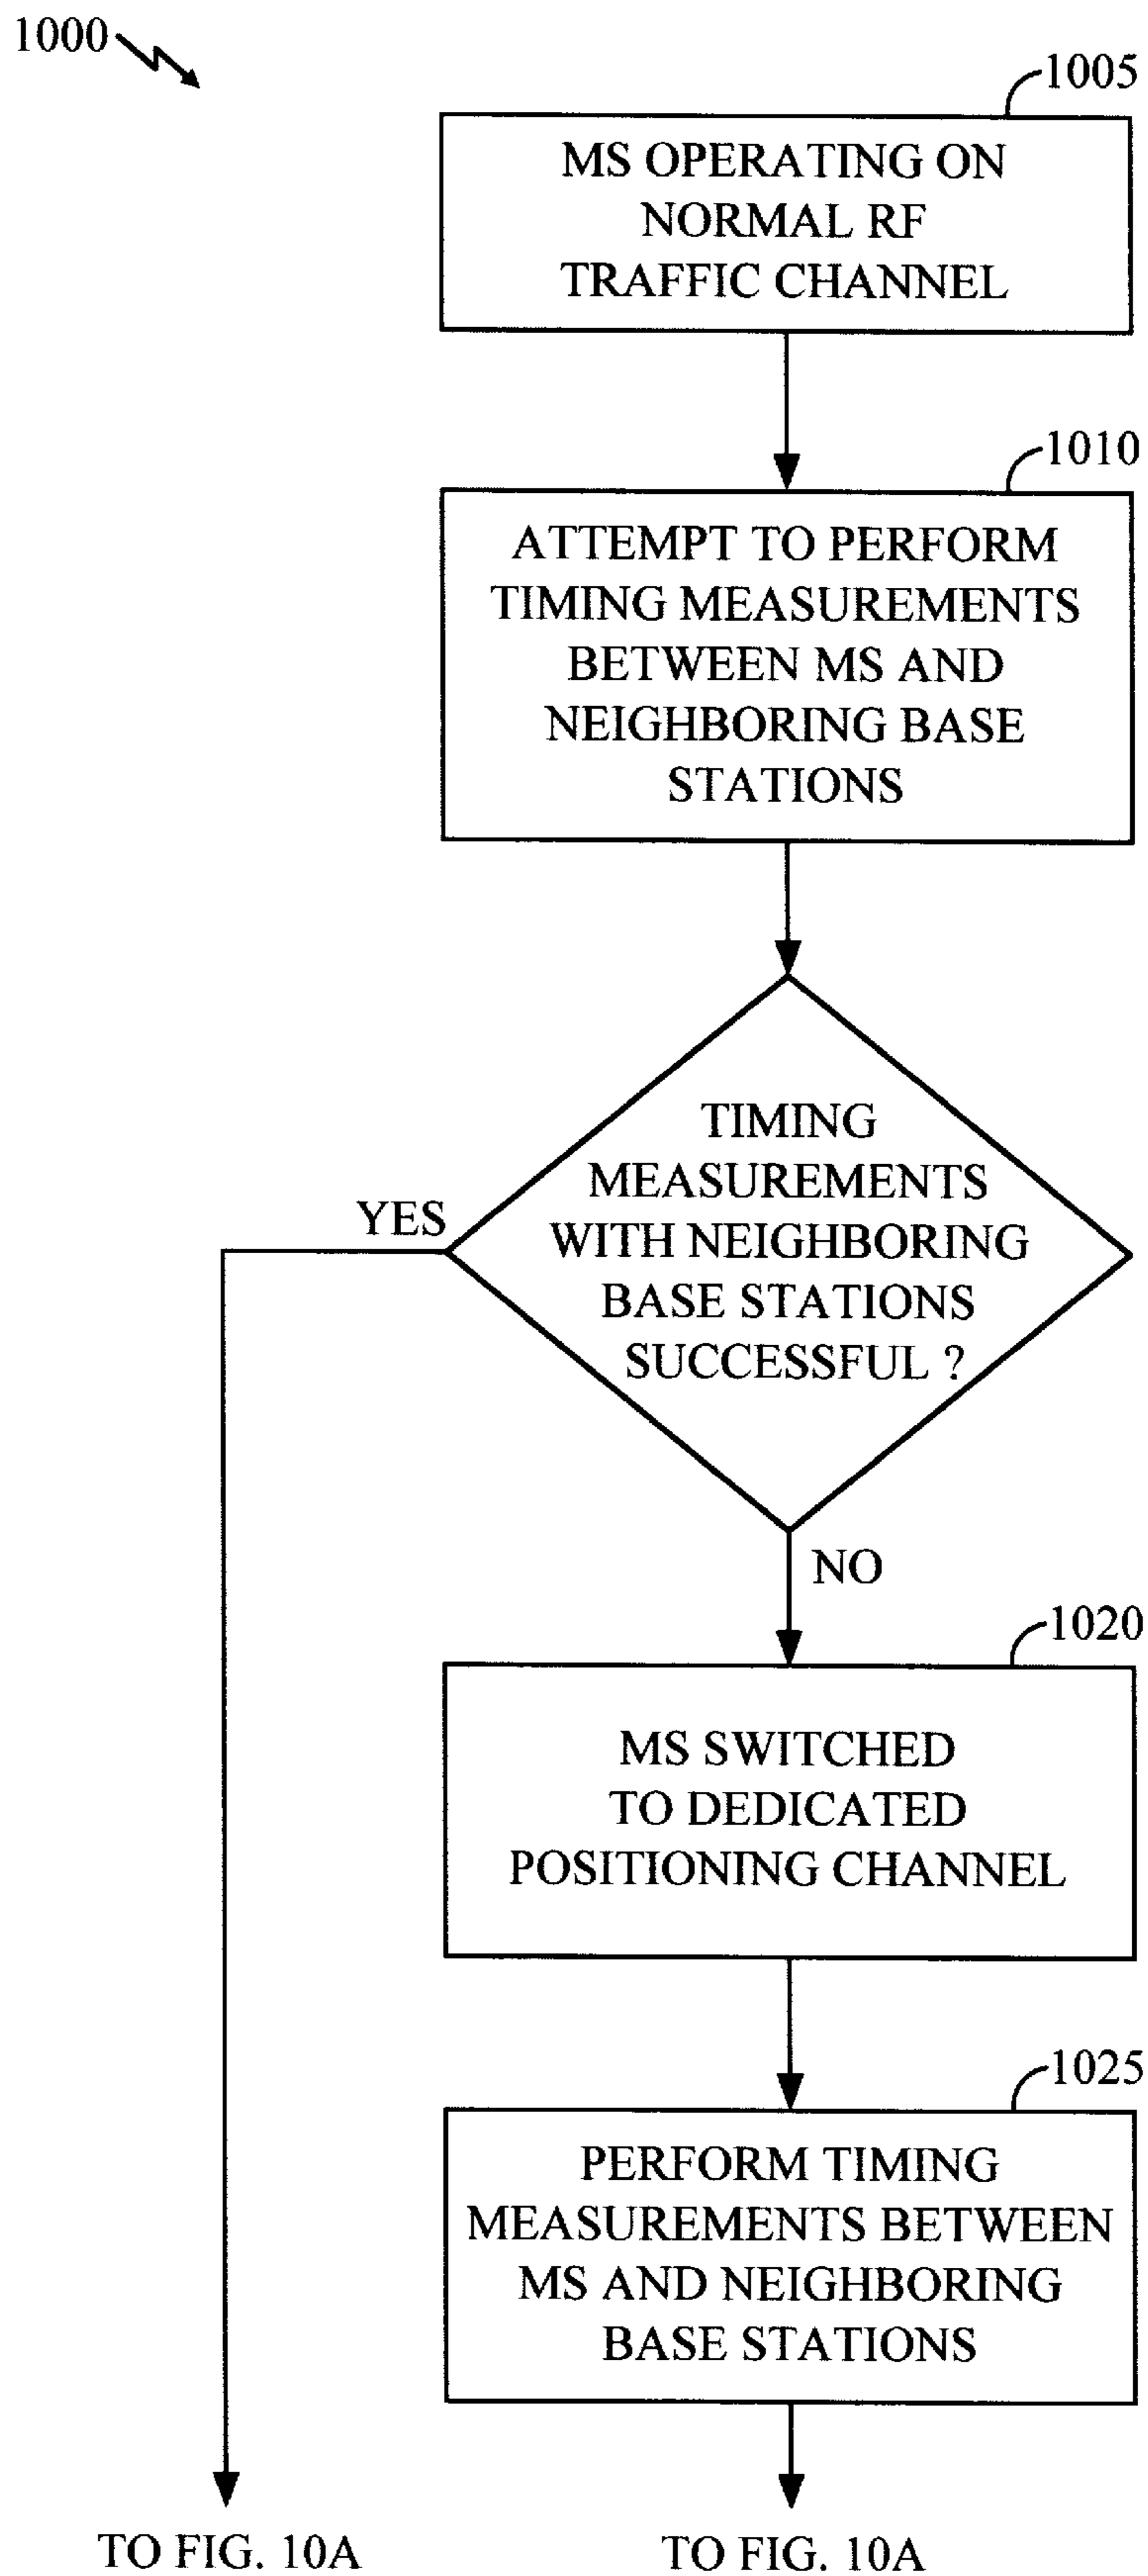 1000
1005
MS OPERATING ON
NORMAL RF
TRAFFIC CHANNEL
1010
ATTEMPT TO PERFORM
TIMING MEASUREMENTS
BETWEEN MS AND
NEIGHBORING BASE
STATIONS
TIMING
MEASUREMENTS
WITH NEIGHBORING
BASE STATIONS
SUCCESSFUL ?
YES
NO
1020
MS SWITCHED
TO DEDICATED
POSITIONING CHANNEL
1025
PERFORM TIMING
MEASUREMENTS BETWEEN
MS AND NEIGHBORING
BASE STATIONS
TO FIG. 10A
TO FIG. 10A